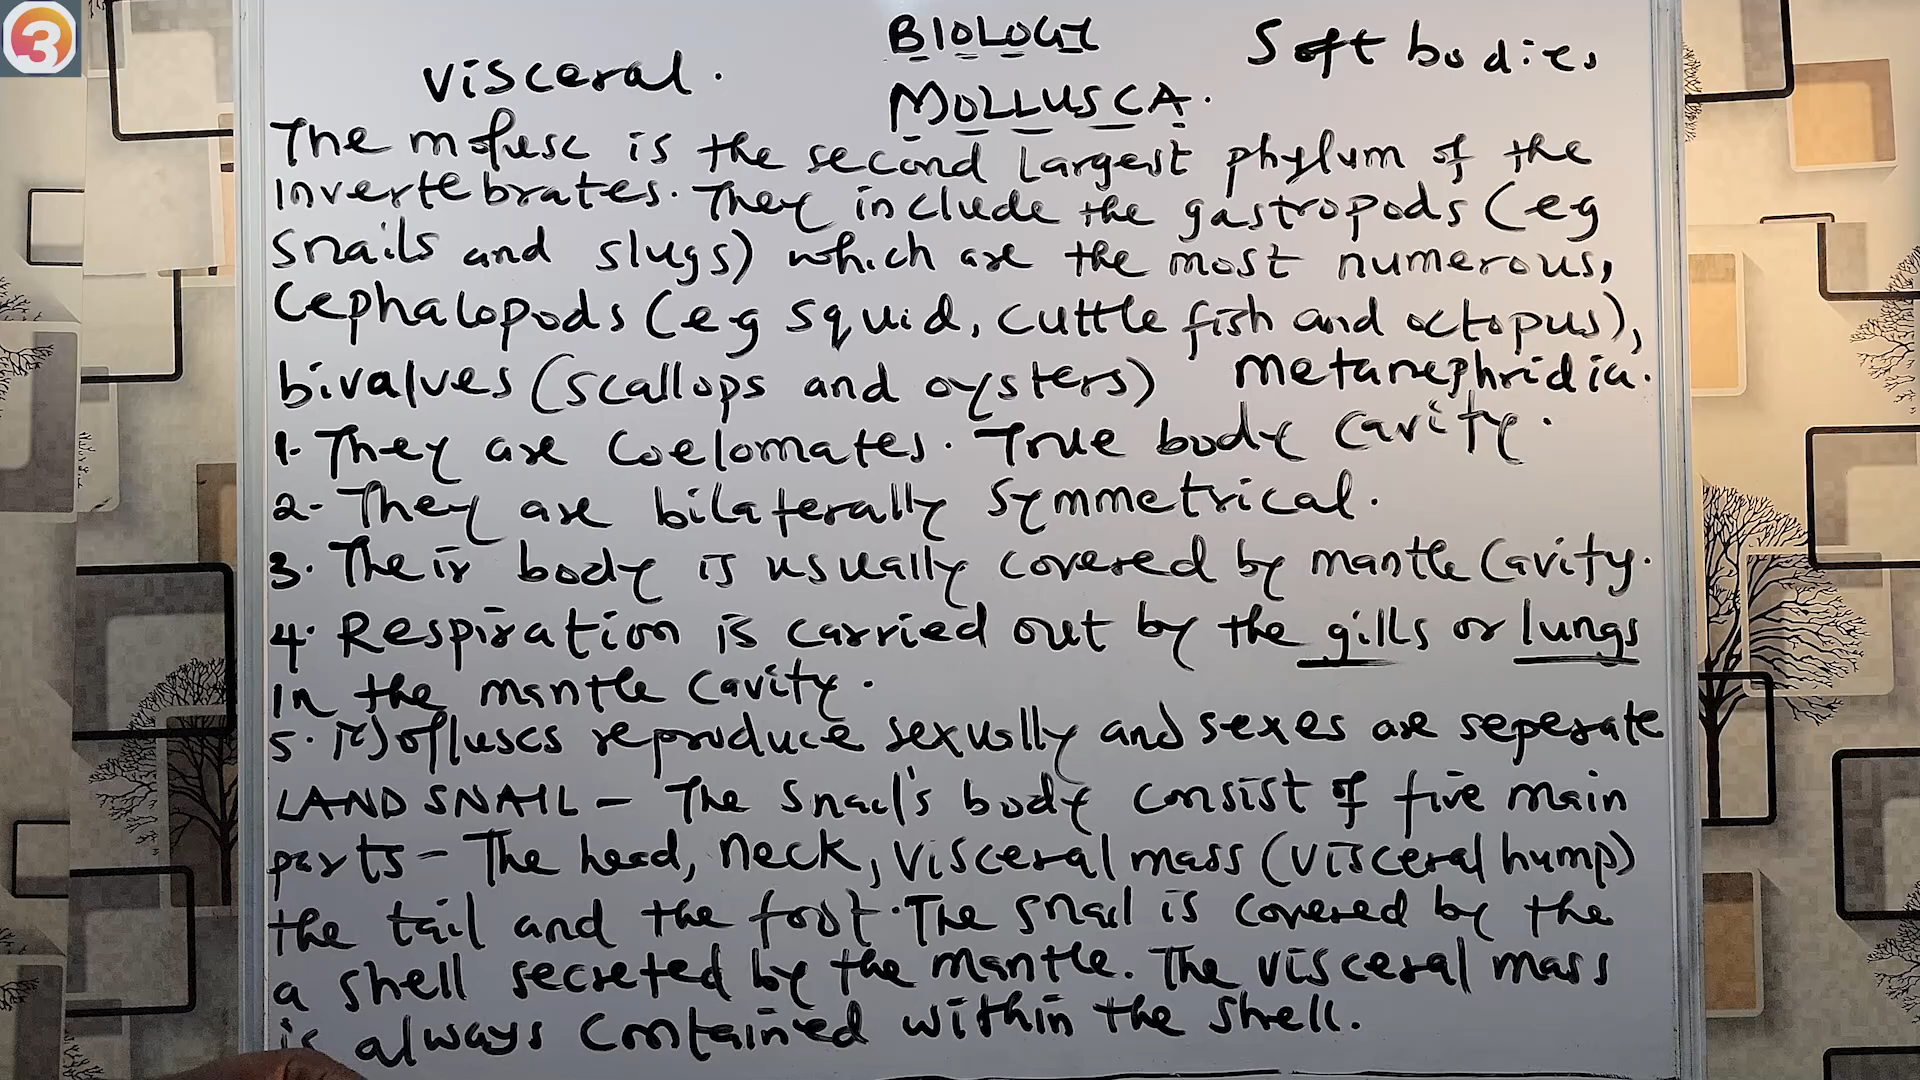 3
BIOLOGY
Visceral.
Soft bodies
MOLLUSCA.
The mollusc is the second largest phylum of the
invertebrates. They include the gastropods (eg
snails and slugs) which are the most numerous,
Cephalopods (eg squid, cuttle fish and octopus),
bivalves (scallops and oysters)
metanephridia.
1. They are Coelomates. True body cavity.
2- They are bilaterally symmetrical.
3. Their body is usually covered by mantle cavity.
4. Respiration is carried out by the gills or lungs
in the mantle cavity.
5. Molluscs reproduce sexually and sexes are seperate
LAND SNAIL - The snail's body consist of five main
parts - The head, neck, visceral mass (visceral hump)
the tail and the foot. The snail is covered by the
a shell secreted by the mantle. The visceral mass
is always contained within the shell.